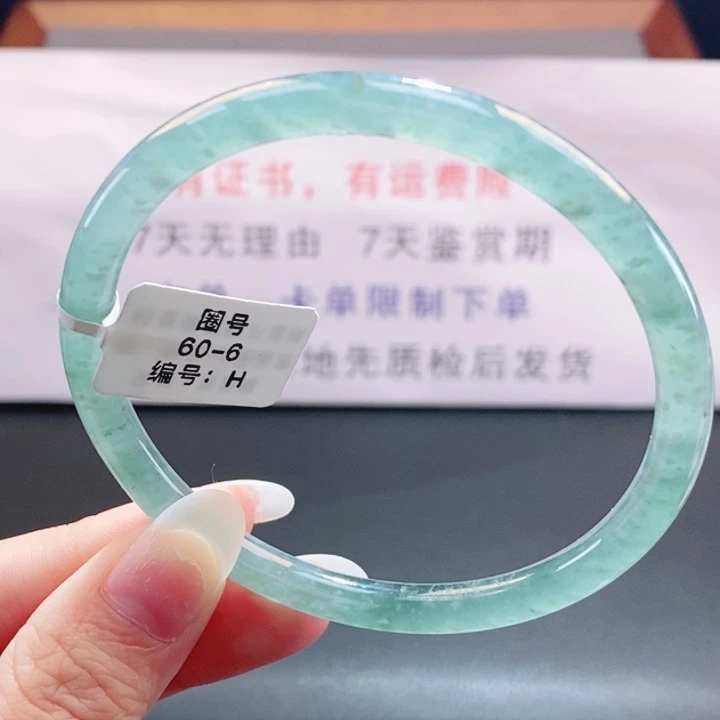 有证书，有运费险
7天无理由 7天鉴赏期
卡单限制下单
地先质检后发货
圈号
60-6
编号：H